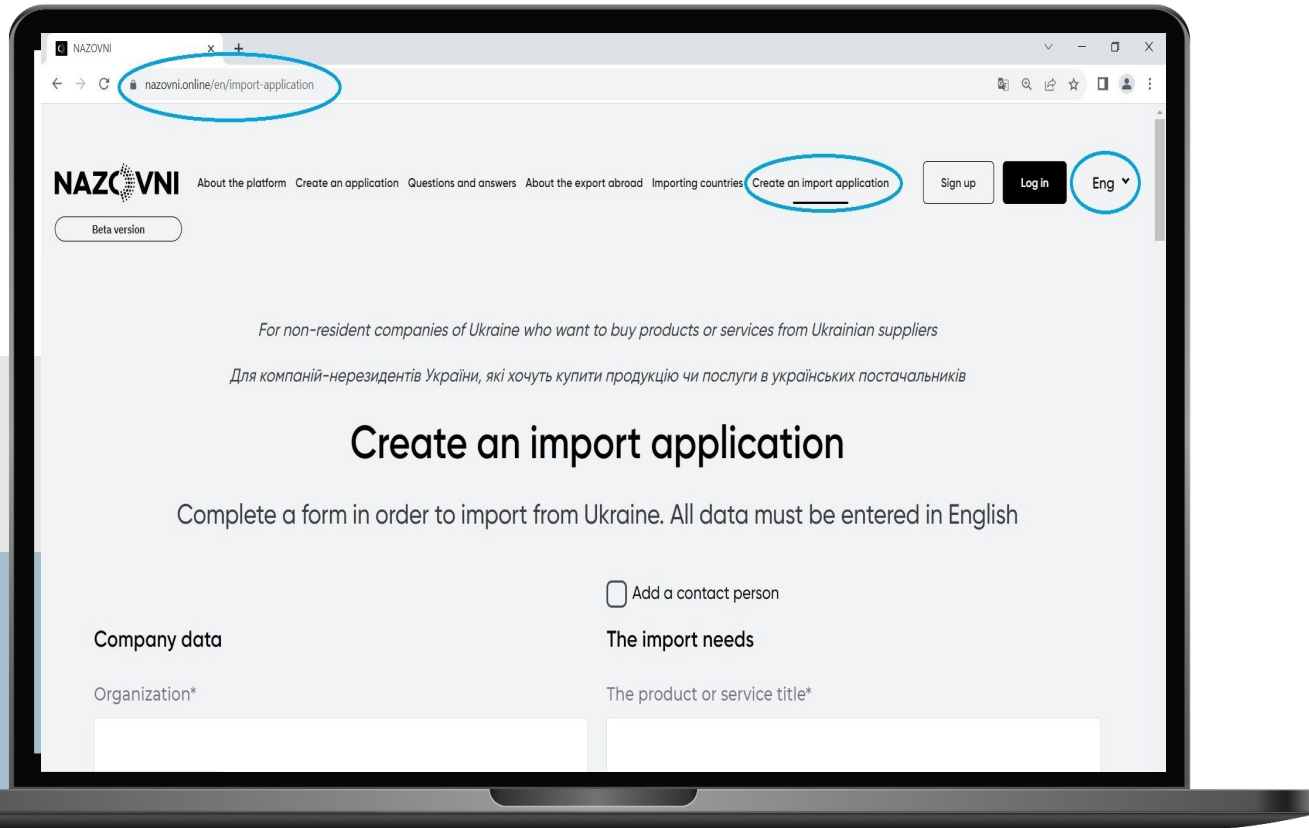 NAZOVNI
nazovni.online/en/import-application
NAZOVNI About the platform Create an application Questions and answers About the export abroad Importing countries Create an import application Sign up Log in Eng
Beta version
For non-resident companies of Ukraine who want to buy products or services from Ukrainian suppliers
Для компаній-нерезидентів України, які хочуть купити продукцію чи послуги в українських постачальників
Create an import application
Complete a form in order to import from Ukraine. All data must be entered in English
Add a contact person
Company data
The import needs
Organization*
The product or service title*